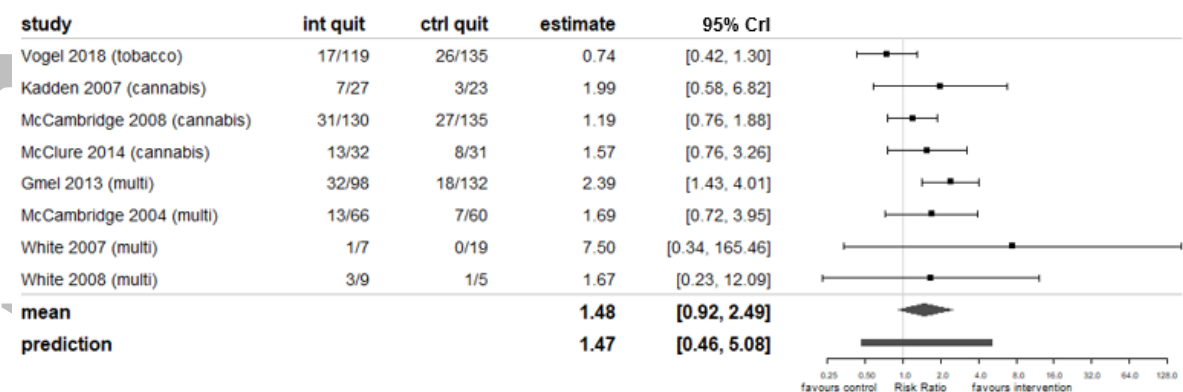 study int quit ctrl quit estimate 95% CrI
Vogel 2018 (tobacco) 17/119 26/135 0.74 [0.42, 1.30]
Kadden 2007 (cannabis) 7/27 3/23 1.99 [0.58, 6.82]
McCambridge 2008 (cannabis) 31/130 27/135 1.19 [0.76, 1.88]
McClure 2014 (cannabis) 13/32 8/31 1.57 [0.76, 3.26]
Gmel 2013 (multi) 32/98 18/132 2.39 [1.43, 4.01]
McCambridge 2004 (multi) 13/66 7/60 1.69 [0.72, 3.95]
White 2007 (multi) 1/7 0/19 7.50 [0.34, 165.46]
White 2008 (multi) 3/9 1/5 1.67 [0.23, 12.09]
mean 1.48 [0.92, 2.49]
prediction 1.47 [0.46, 5.08]
0.25 0.50 1.0 2.0 4.0 8.0 16.0 32.0 64.0 128.0
favours control Risk Ratio favours intervention